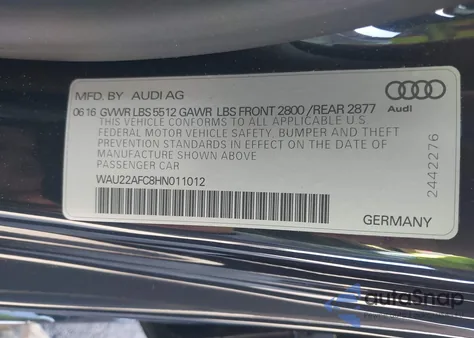 MFD. BY AUDI AG
06 16 GVWR LBS 5512 GAWR LBS FRONT 2800 /REAR 2877
THIS VEHICLE CONFORMS TO ALL APPLICABLE U.S.
FEDERAL MOTOR VEHICLE SAFETY, BUMPER AND THEFT
PREVENTION STANDARDS IN EFFECT ON THE DATE
OF MANUFACTURE SHOWN ABOVE.
PASSENGER CAR
WAU22AFC8HN011012
Audi
2442276
GERMANY
autoSnap